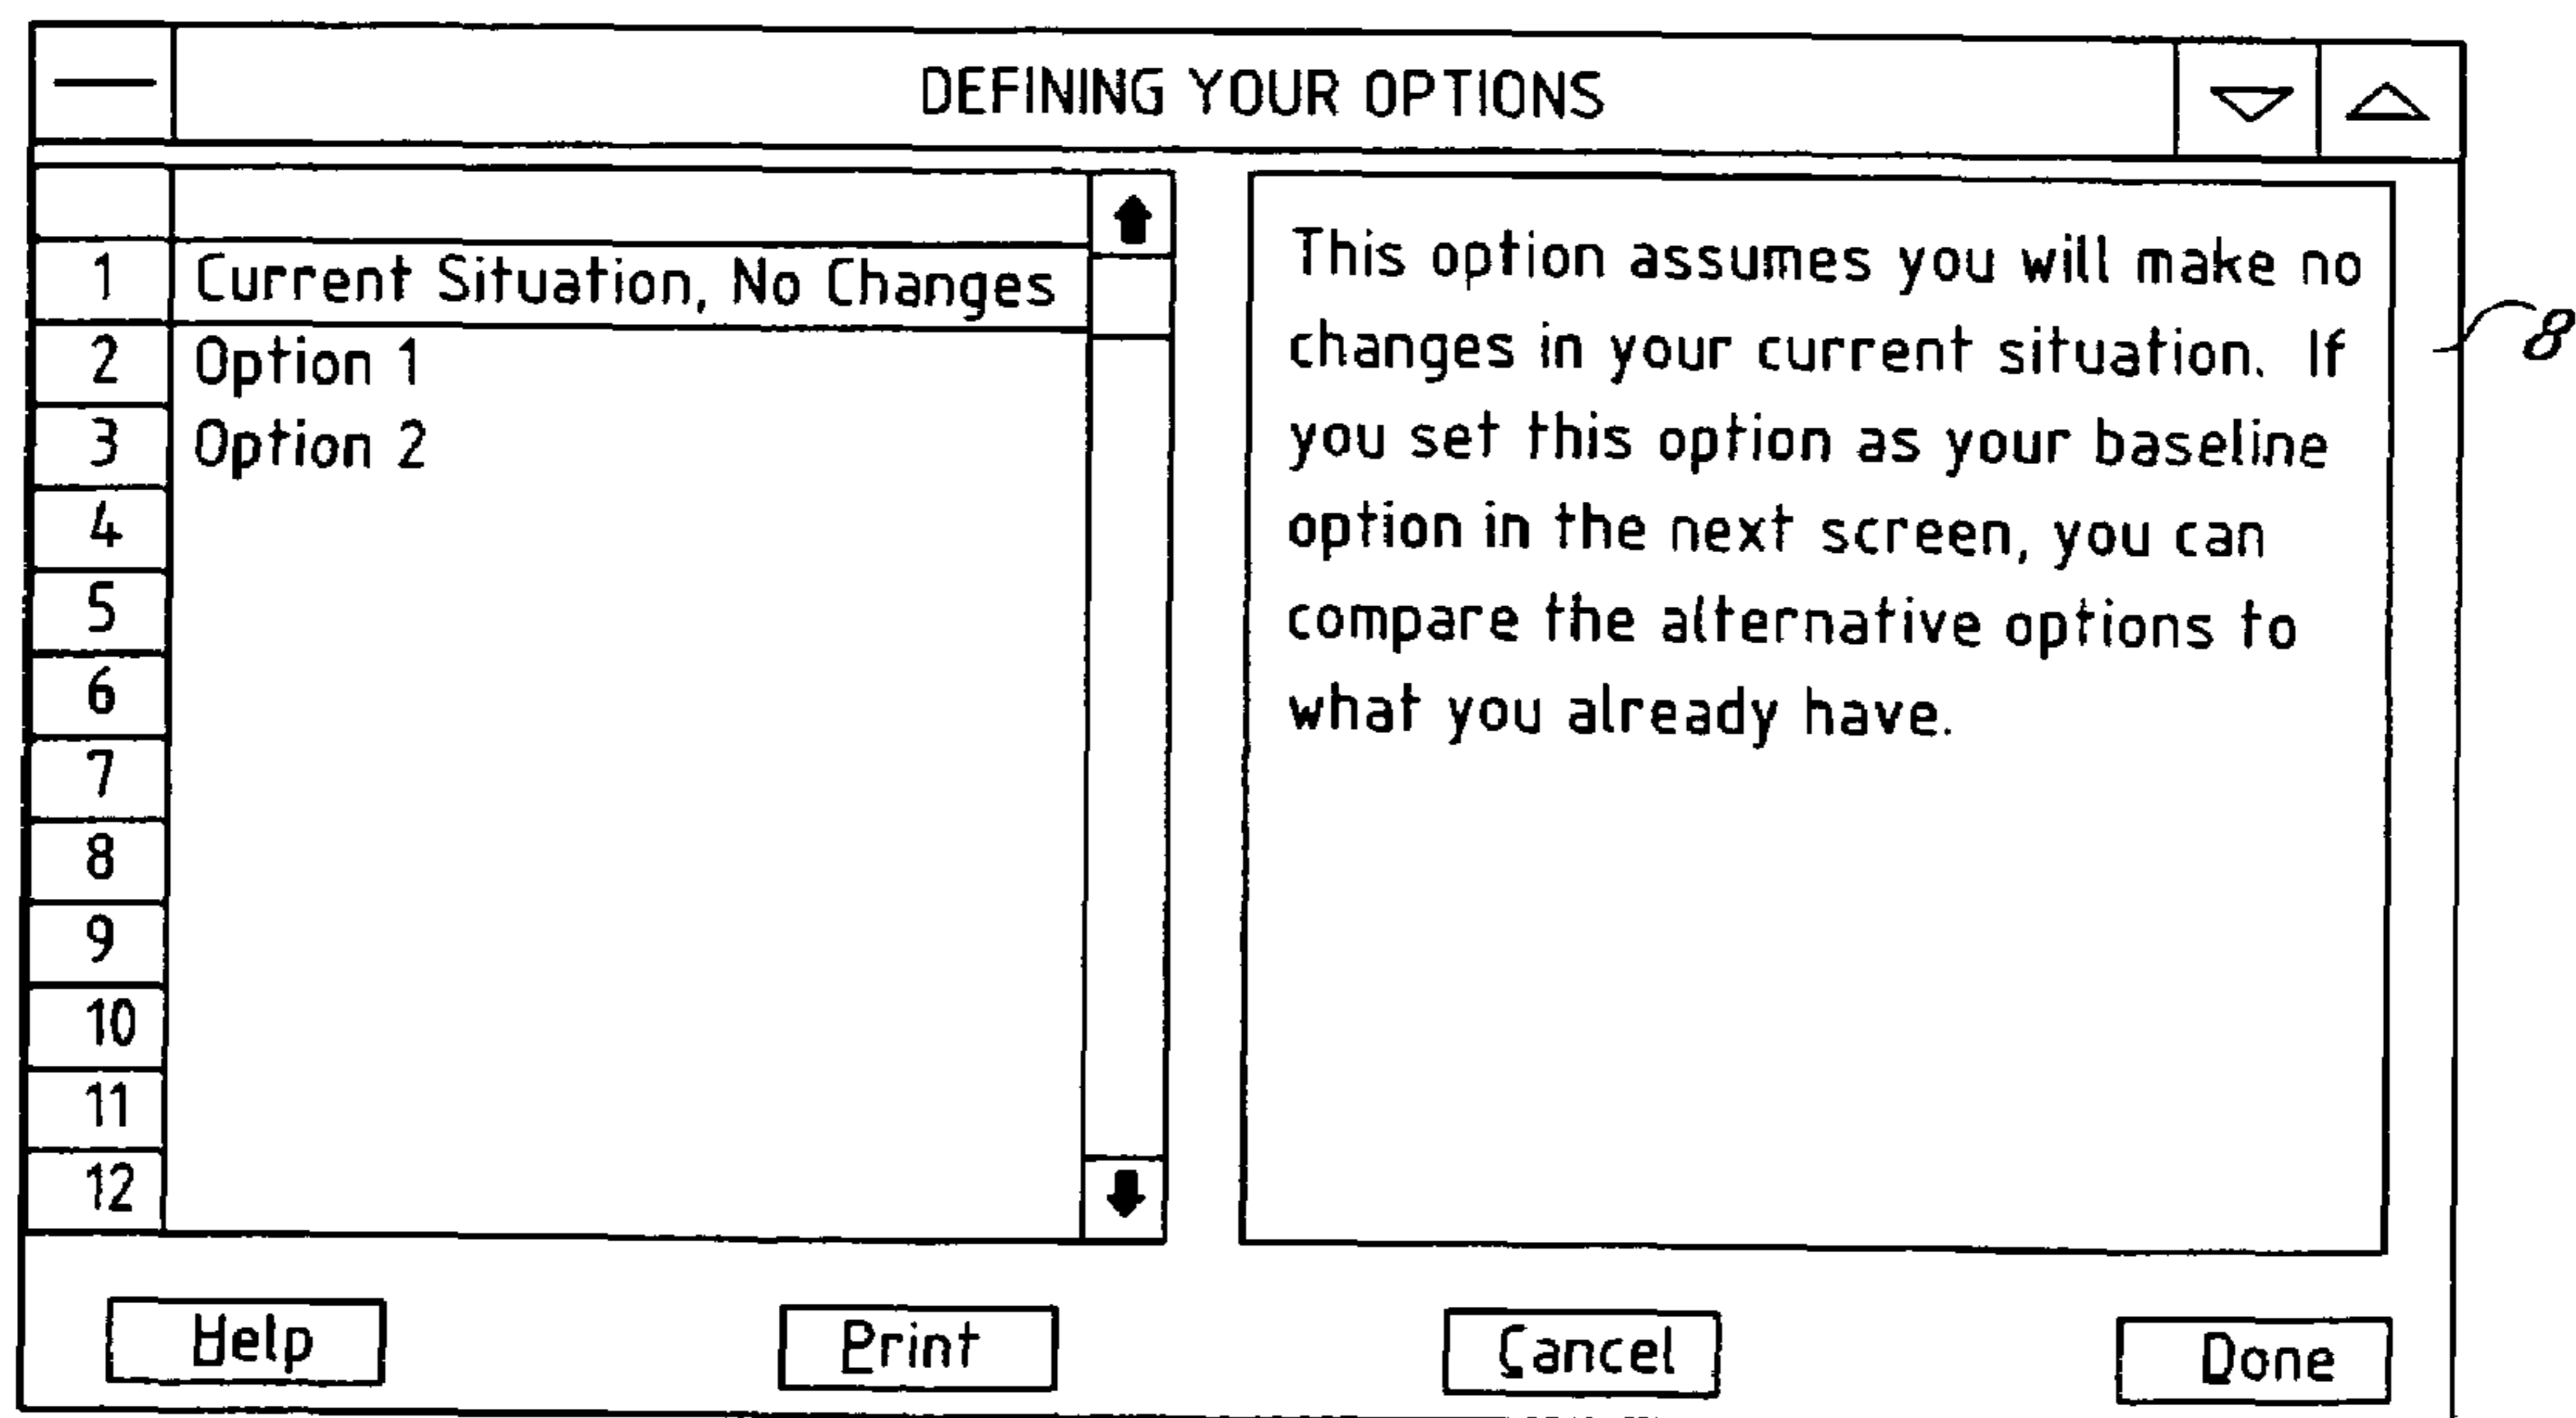 DEFINING YOUR OPTIONS
1 Current Situation, No Changes
2 Option 1
3 Option 2
4
5
6
7
8
9
10
11
12
This option assumes you will make no
changes in your current situation. If
you set this option as your baseline
option in the next screen, you can
compare the alternative options to
what you already have.
8
Help Print Cancel Done